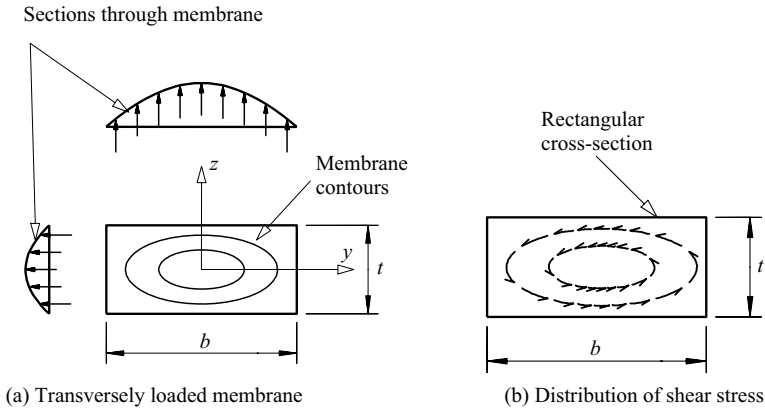 Sections through membrane
Rectangular
cross-section
z
Membrane
contours
y
t
t
b
b
(a) Transversely loaded membrane
(b) Distribution of shear stress